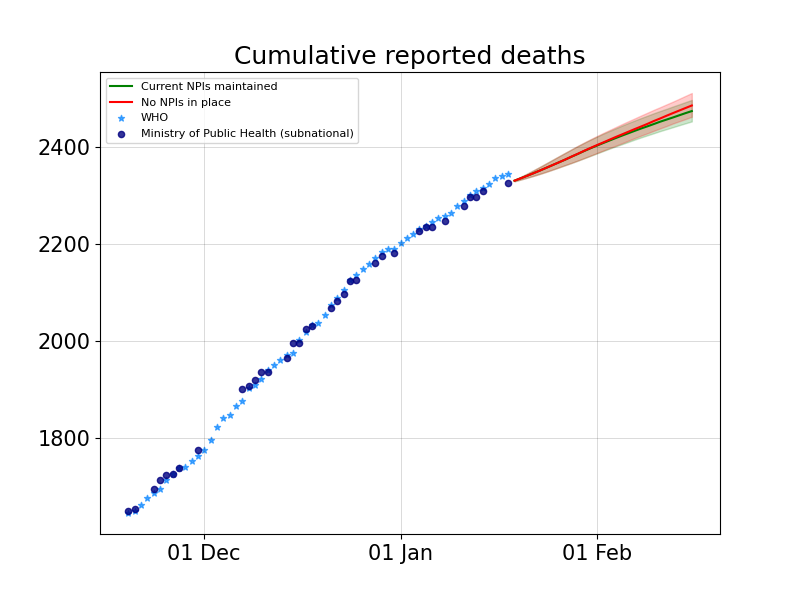 Cumulative reported deaths
Current NPIs maintained
No NPIs in place
WHO
Ministry of Public Health (subnational)
2400
2200
2000
1800
01 Dec
01 Jan
01 Feb